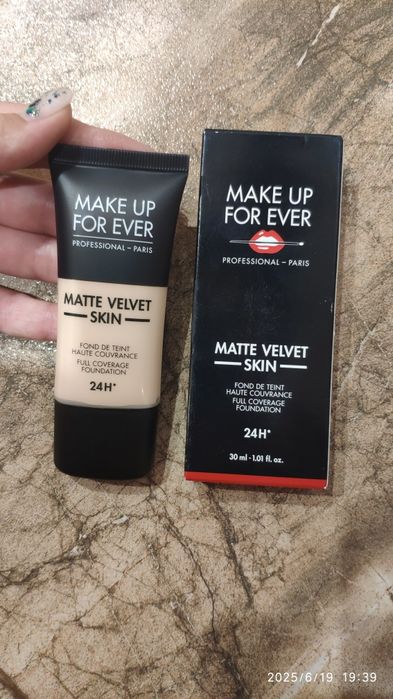 MAKE UP
FOR EVER
PROFESSIONAL – PARIS
MATTE VELVET
SKIN
FOND DE TEINT
HAUTE COUVRANCE
FULL COVERAGE
FOUNDATION
24H*
MAKE UP
FOR EVER
PROFESSIONAL – PARIS
MATTE VELVET
SKIN
FOND DE TEINT
HAUTE COUVRANCE
FULL COVERAGE
FOUNDATION
24H*
30 ml - 1.01 fl. oz.
2025/6/19 19:39